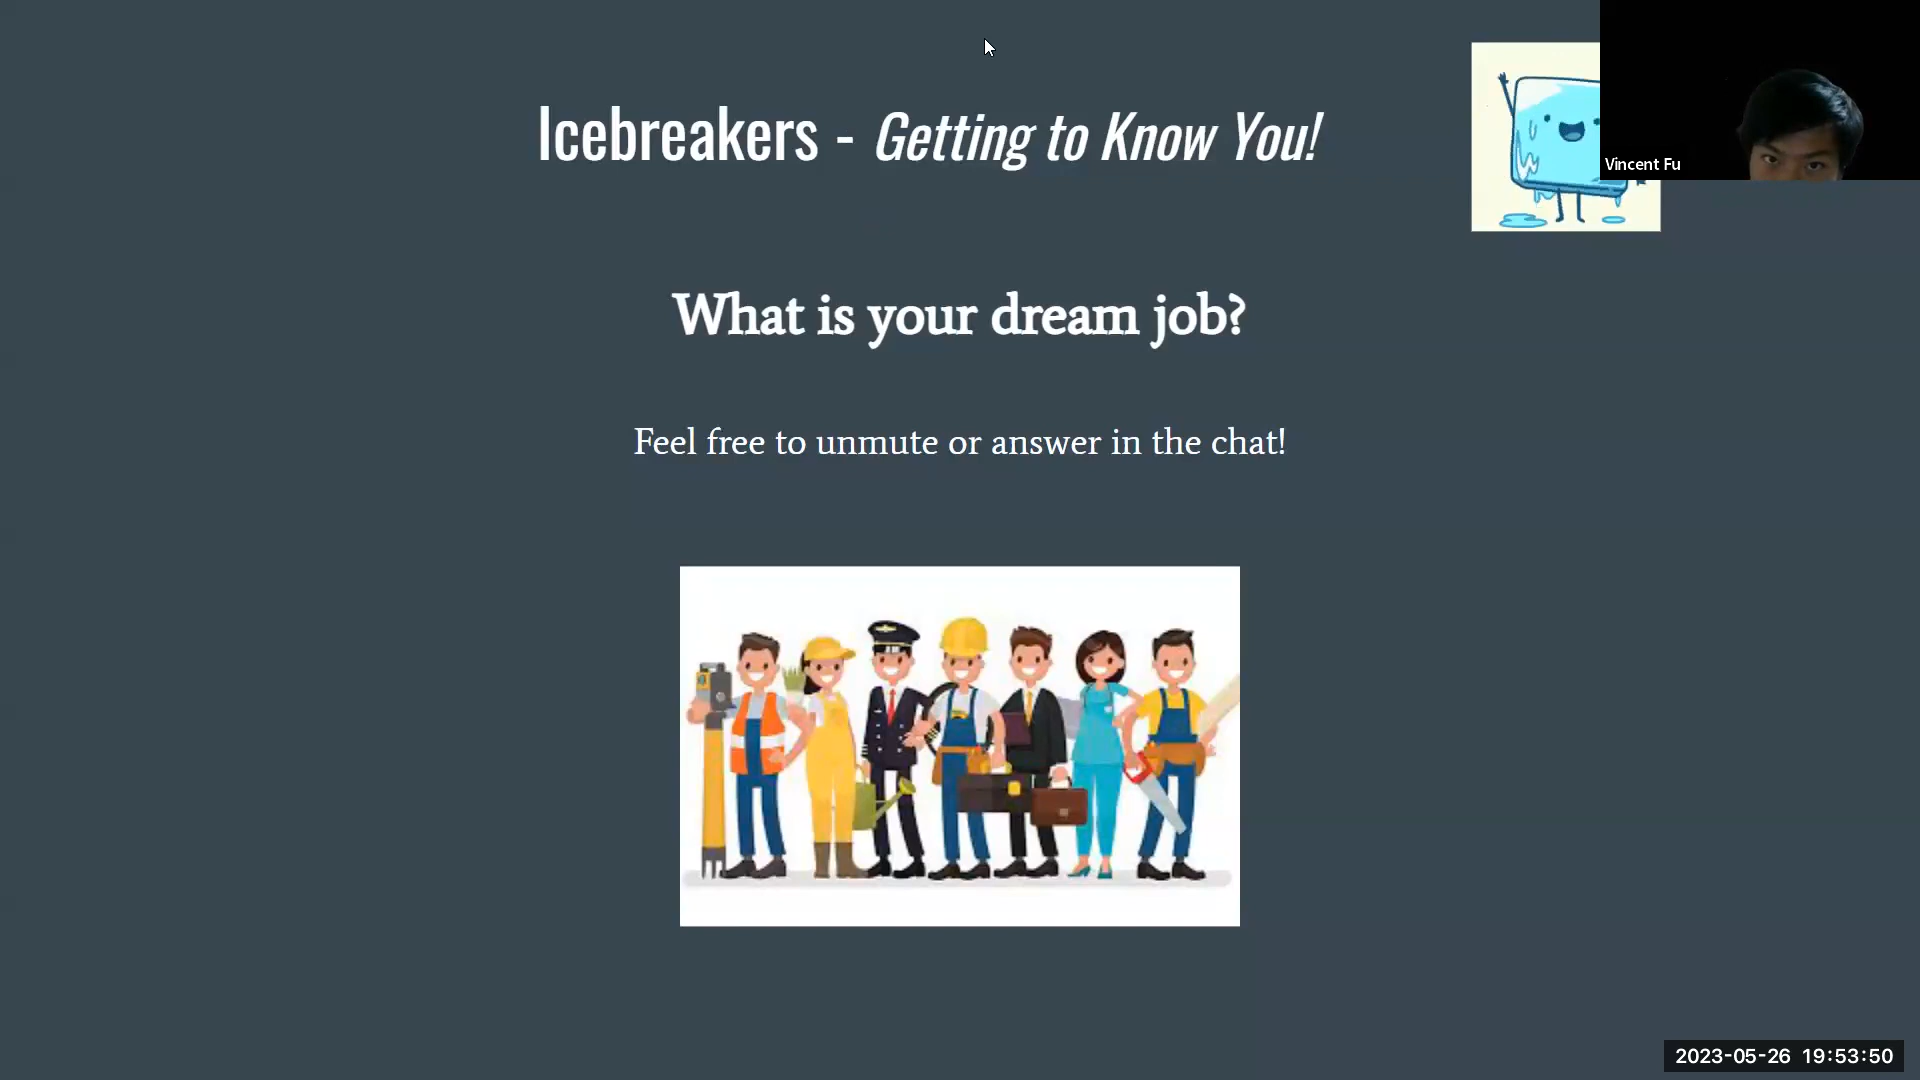 Icebreakers - Getting to Know You!
Vincent Fu
What is your dream job?
Feel free to unmute or answer in the chat!
2023-05-26 19:53:50